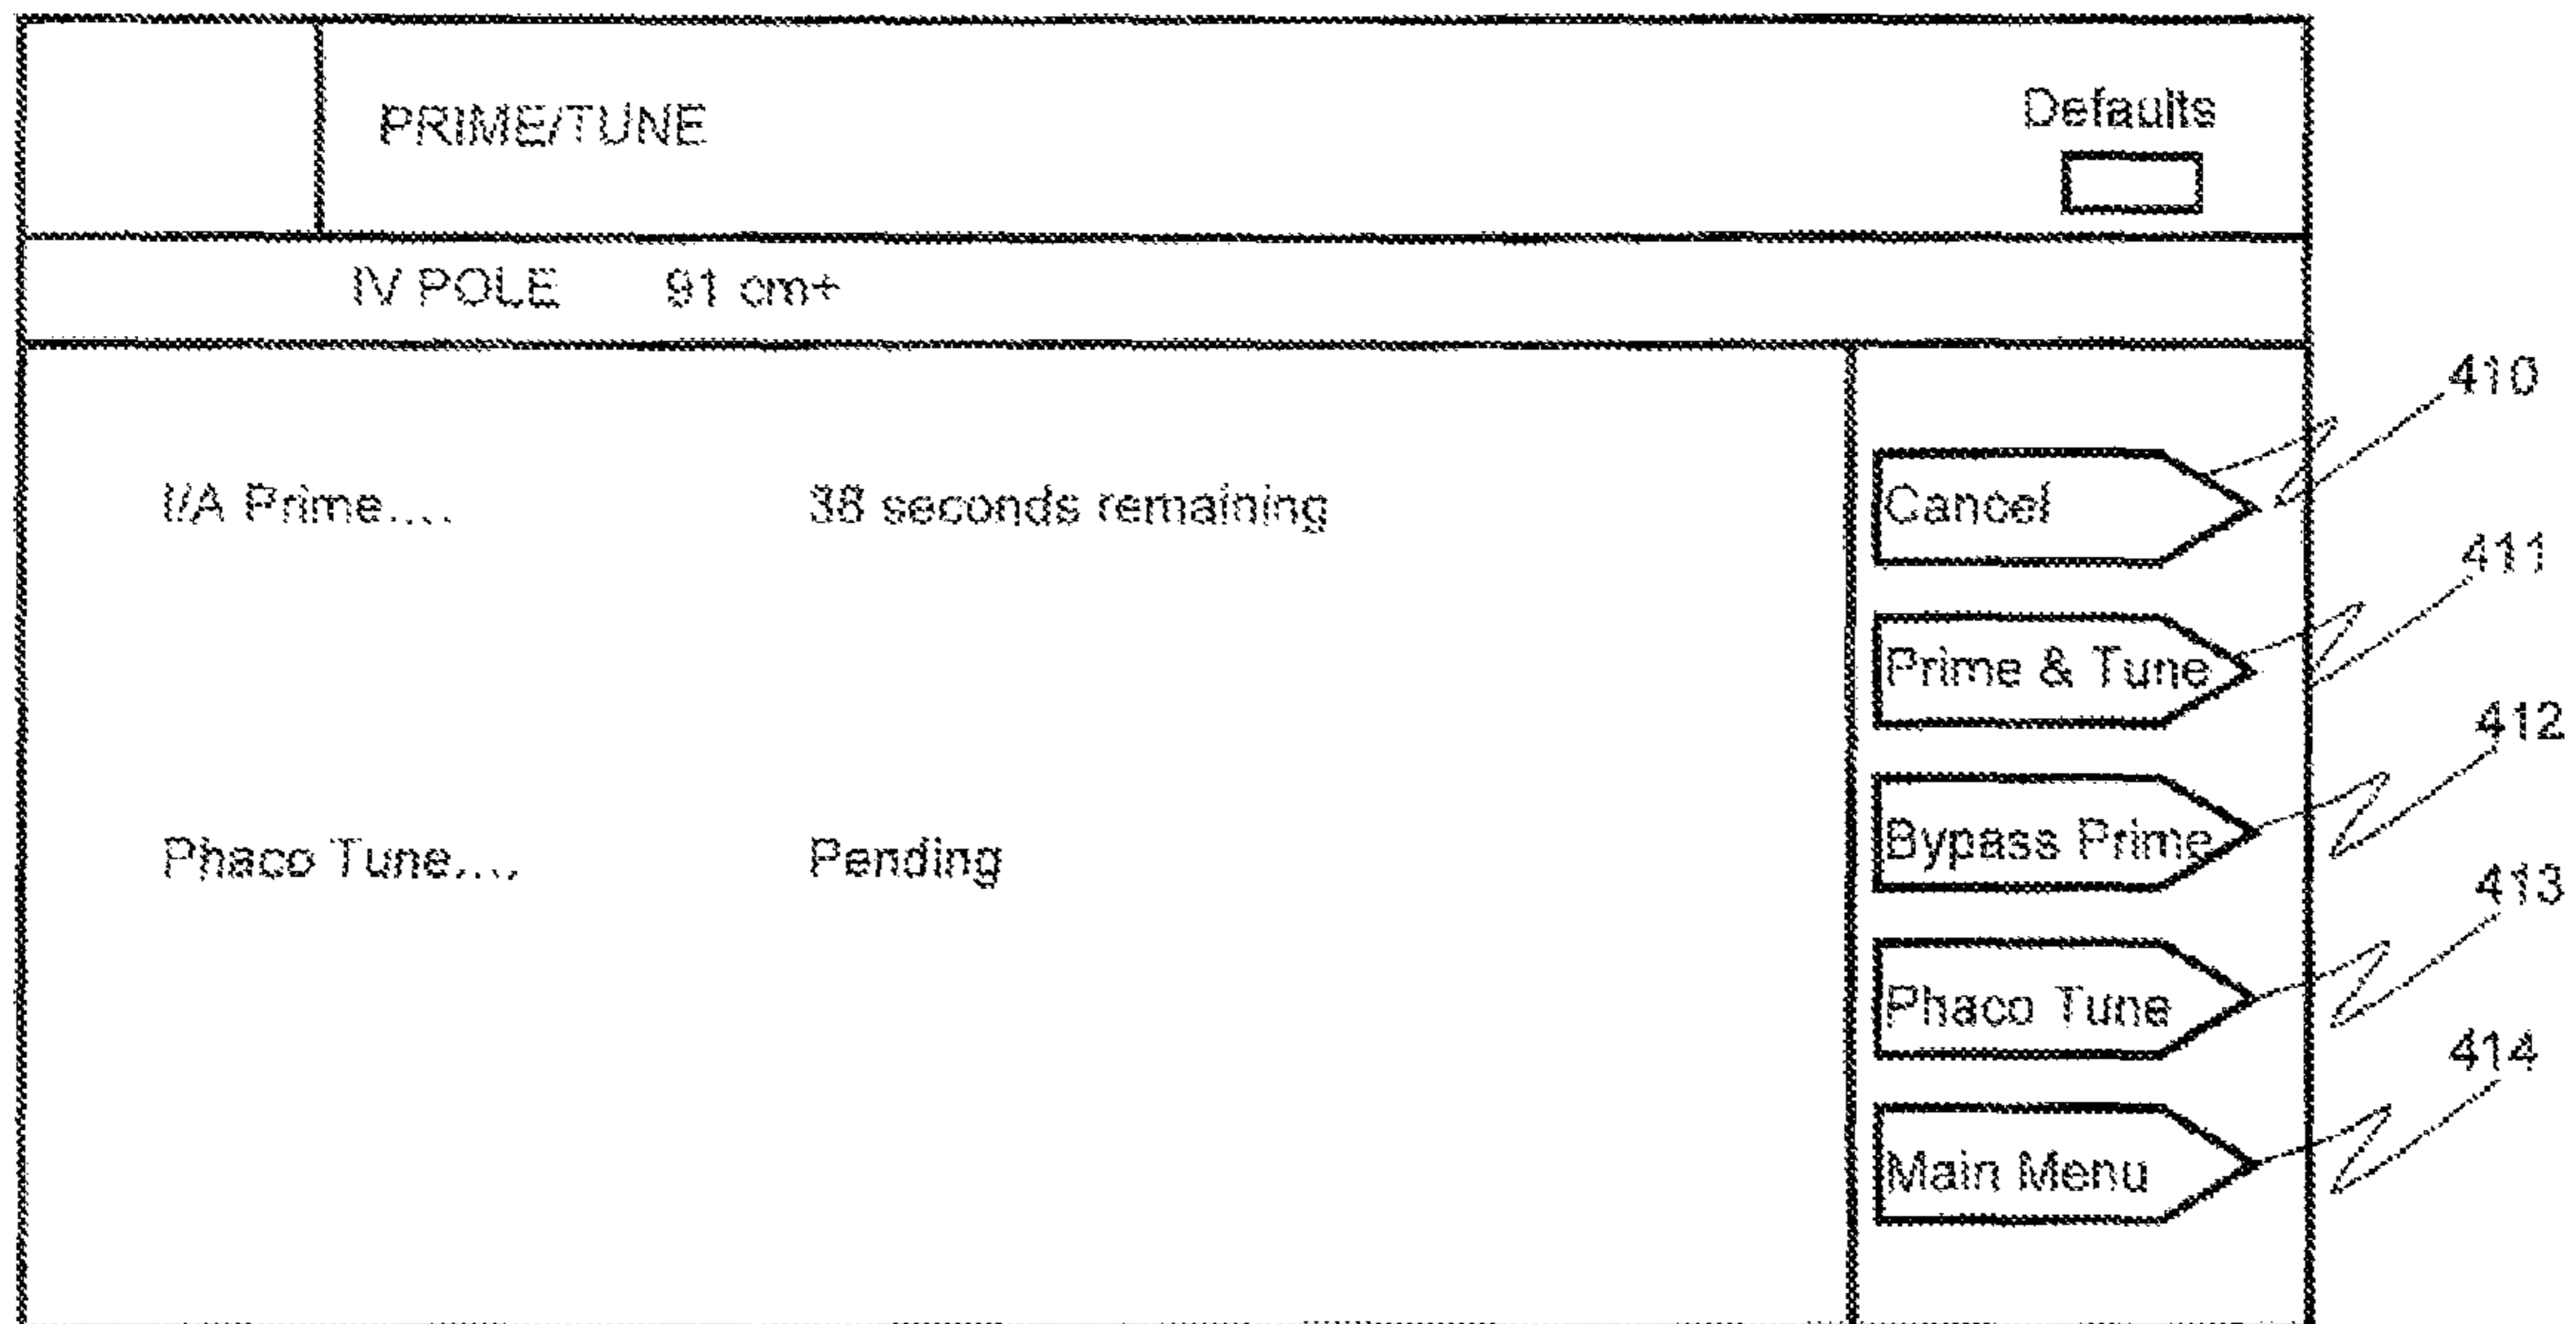 PRIME/TUNE
Defaults
IV POLE 91 cm+
I/A Prime.... 38 seconds remaining
Phaco Tune.... Pending
Cancel
Prime & Tune
Bypass Prime
Phaco Tune
Main Menu
410
411
412
413
414